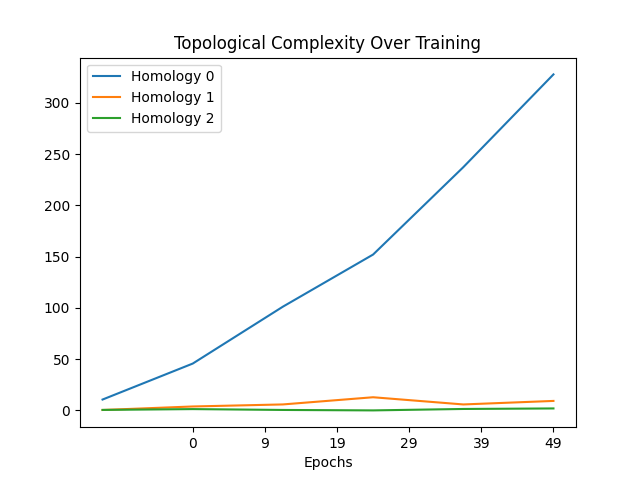 Topological Complexity Over Training
Homology 0
Homology 1
Homology 2
300
250
200
150
100
50
0
0 9 19 29 39 49
Epochs